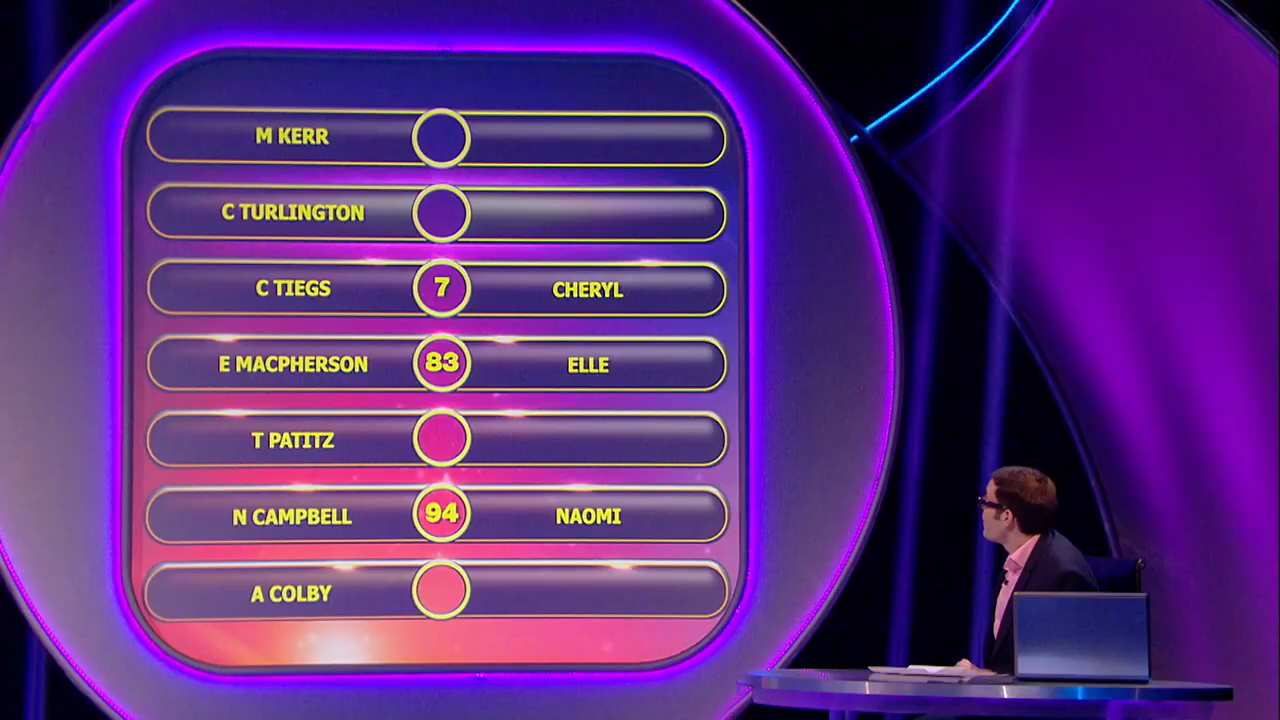 M KERR
C TURLINGTON
C TIEGS 7 CHERYL
E MACPHERSON 83 ELLE
T PATITZ
N CAMPBELL 94 NAOMI
A COLBY